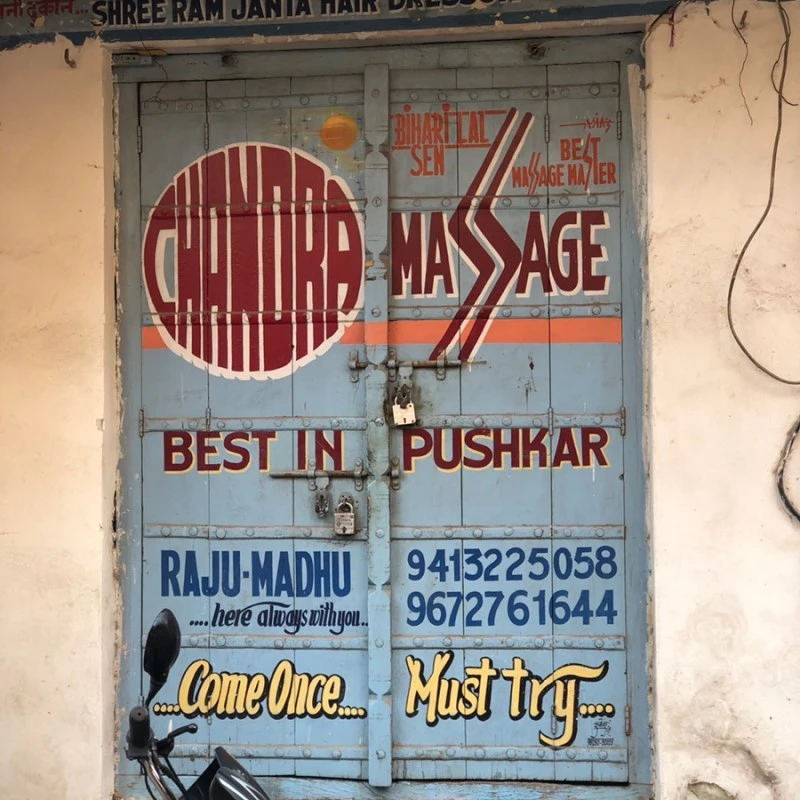 SHREE RAM JANTA HAIR
CHANDRA
BIHARI LAL
SEN
BEST
MASSAGE MASTER
MASSAGE
BEST IN PUSHKAR
RAJU-MADHU
....here always with you..
9413225058
9672761644
....Come Once....
Must try....